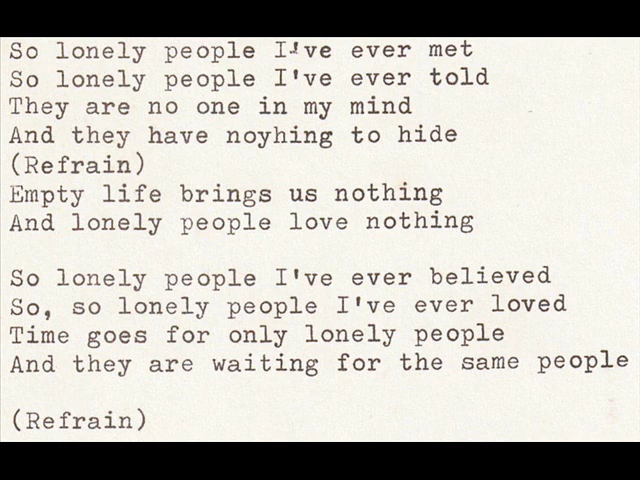 So lonely people I've ever met
So lonely people I've ever told
They are no one in my mind
And they have noyhing to hide
(Refrain)
Empty life brings us nothing
And lonely people love nothing
So lonely people I've ever believed
So, so lonely people I've ever loved
Time goes for only lonely people
And they are waiting for the same people
(Refrain)